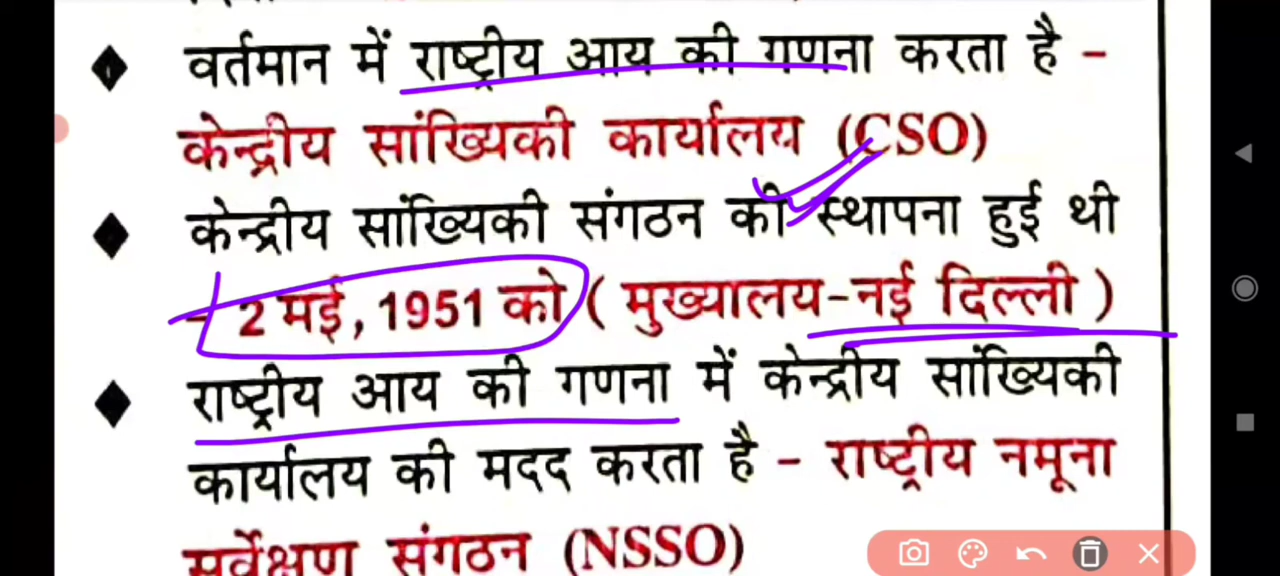 ♦ वर्तमान में राष्ट्रीय आय की गणना करता है –
केन्द्रीय सांख्यिकी कार्यालय (CSO)
♦ केन्द्रीय सांख्यिकी संगठन की स्थापना हुई थी
– 2 मई, 1951 को ( मुख्यालय-नई दिल्ली )
♦ राष्ट्रीय आय की गणना में केन्द्रीय सांख्यिकी
कार्यालय की मदद करता है – राष्ट्रीय नमूना
सर्वेक्षण संगठन (NSSO)